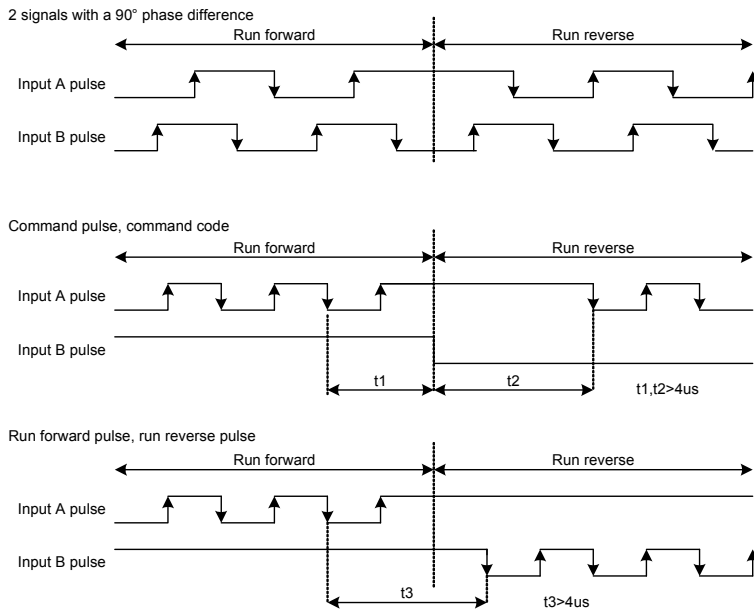 2 signals with a 90° phase difference
Run forward
Run reverse
Input A pulse
Input B pulse
Command pulse, command code
Run forward
Run reverse
Input A pulse
Input B pulse
t1
t2
t1,t2>4us
Run forward pulse, run reverse pulse
Run forward
Run reverse
Input A pulse
Input B pulse
t3
t3>4us